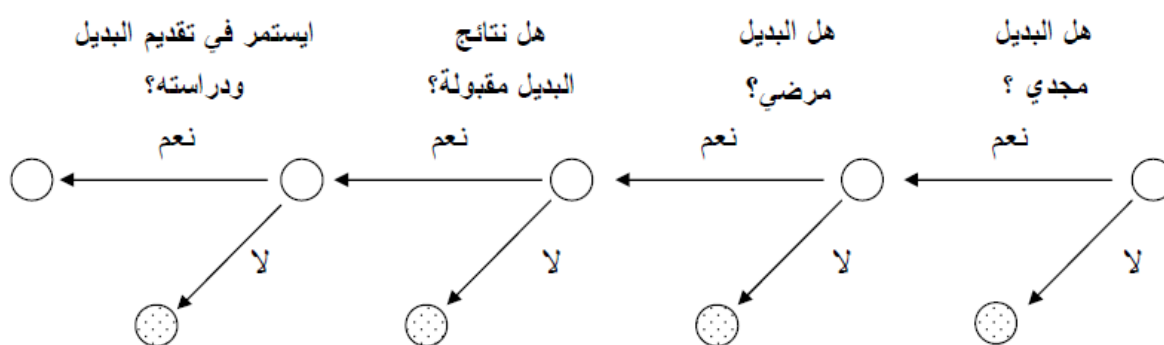 هل البديل
مجدي ؟
هل البديل
مرضي؟
هل نتائج
البديل مقبولة؟
ايستمر في تقديم البديل
ودراسته؟
نعم
نعم
نعم
نعم
لا
لا
لا
لا